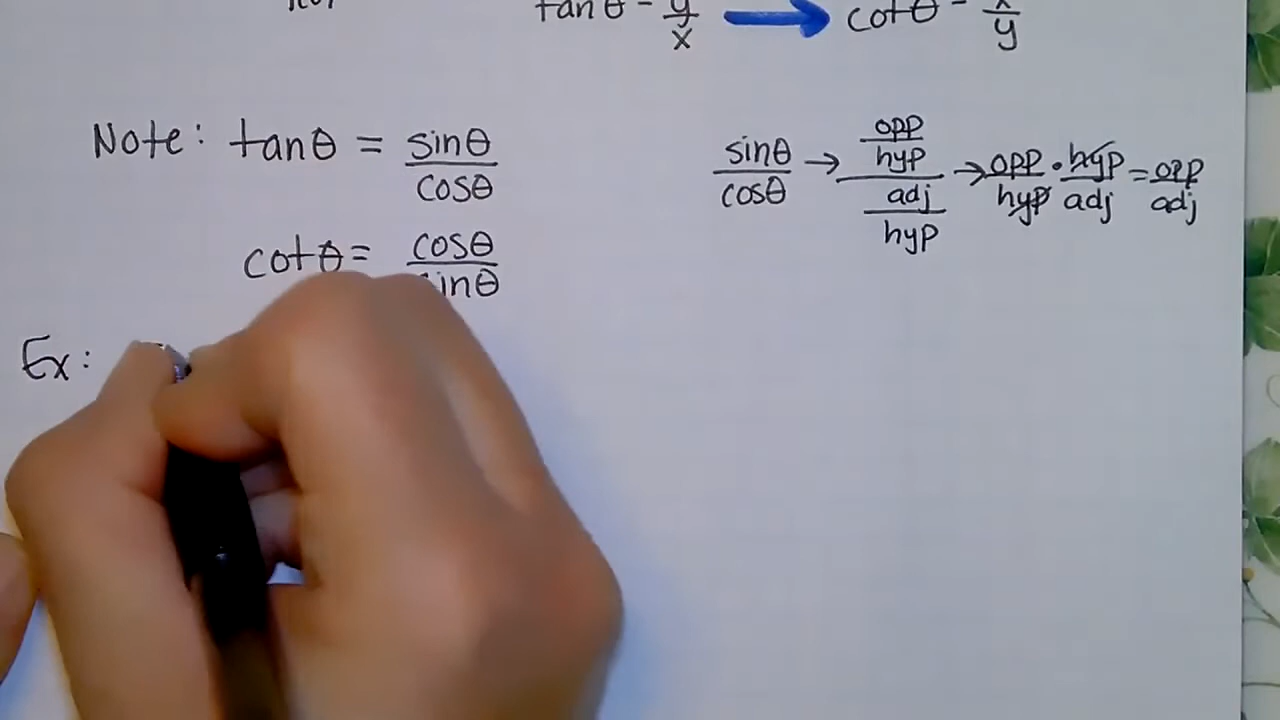 tanθ = y/x → cotθ = x/y
Note: tanθ = sinθ/cosθ
sinθ/cosθ → opp/hyp / adj/hyp → opp/hyp • hyp/adj = opp/adj
cotθ = cosθ/sinθ
Ex: